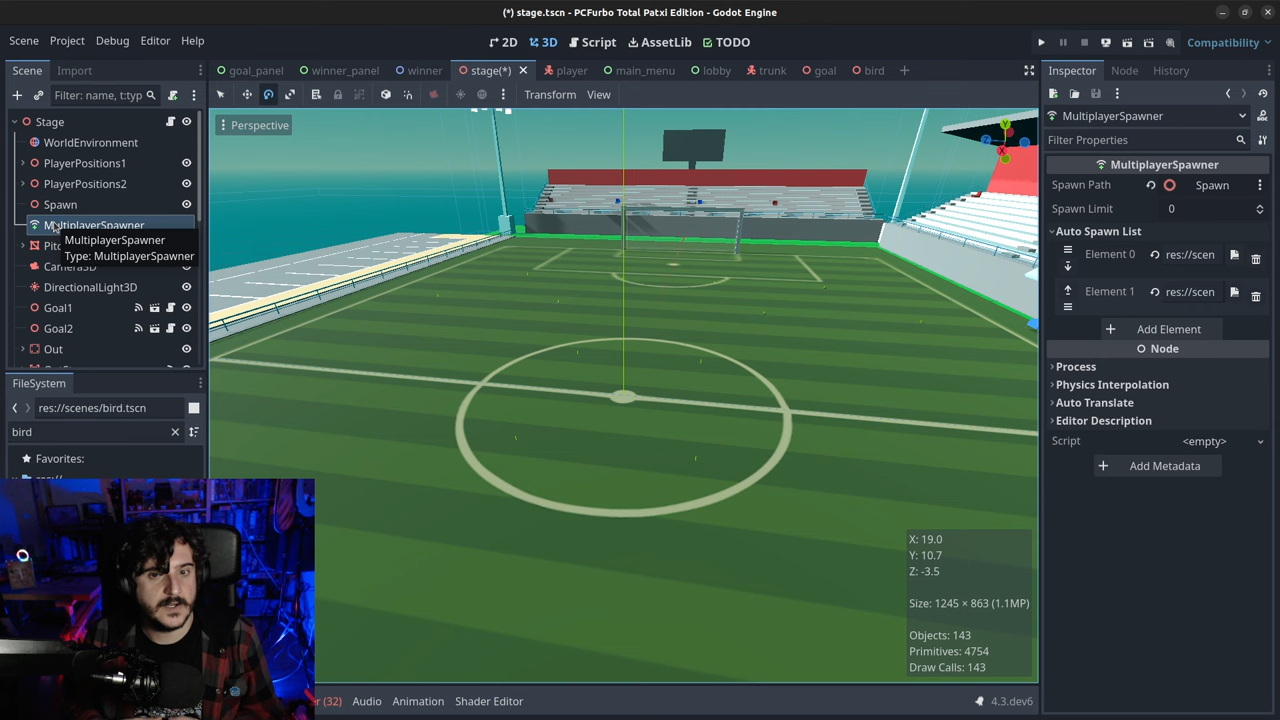 (*) stage.tscn - PCFurbo Total Patxi Edition - Godot Engine
Scene Project Debug Editor Help
2D 3D Script AssetLib TODO
Compatibility
Scene Import
goal_panel winner_panel winner stage(*) player main_menu lobby trunk goal bird
Inspector Node History
Filter: name, t:typ
Transform View
Stage
WorldEnvironment
PlayerPositions1
PlayerPositions2
Spawn
MultiplayerSpawner
MultiplayerSpawner
Type: MultiplayerSpawner
Camera3D
DirectionalLight3D
Goal1
Goal2
Out
Perspective
FileSystem
res://scenes/bird.tscn
bird
Favorites:
X: 19.0
Y: 10.7
Z: -3.5
Size: 1245 × 863 (1.1MP)
Objects: 143
Primitives: 4754
Draw Calls: 143
(32) Audio Animation Shader Editor
4.3.dev6
MultiplayerSpawner
Filter Properties
MultiplayerSpawner
Spawn Path Spawn
Spawn Limit 0
Auto Spawn List
Element 0 res://scen
Element 1 res://scen
Add Element
Node
Process
Physics Interpolation
Auto Translate
Editor Description
Script <empty>
Add Metadata